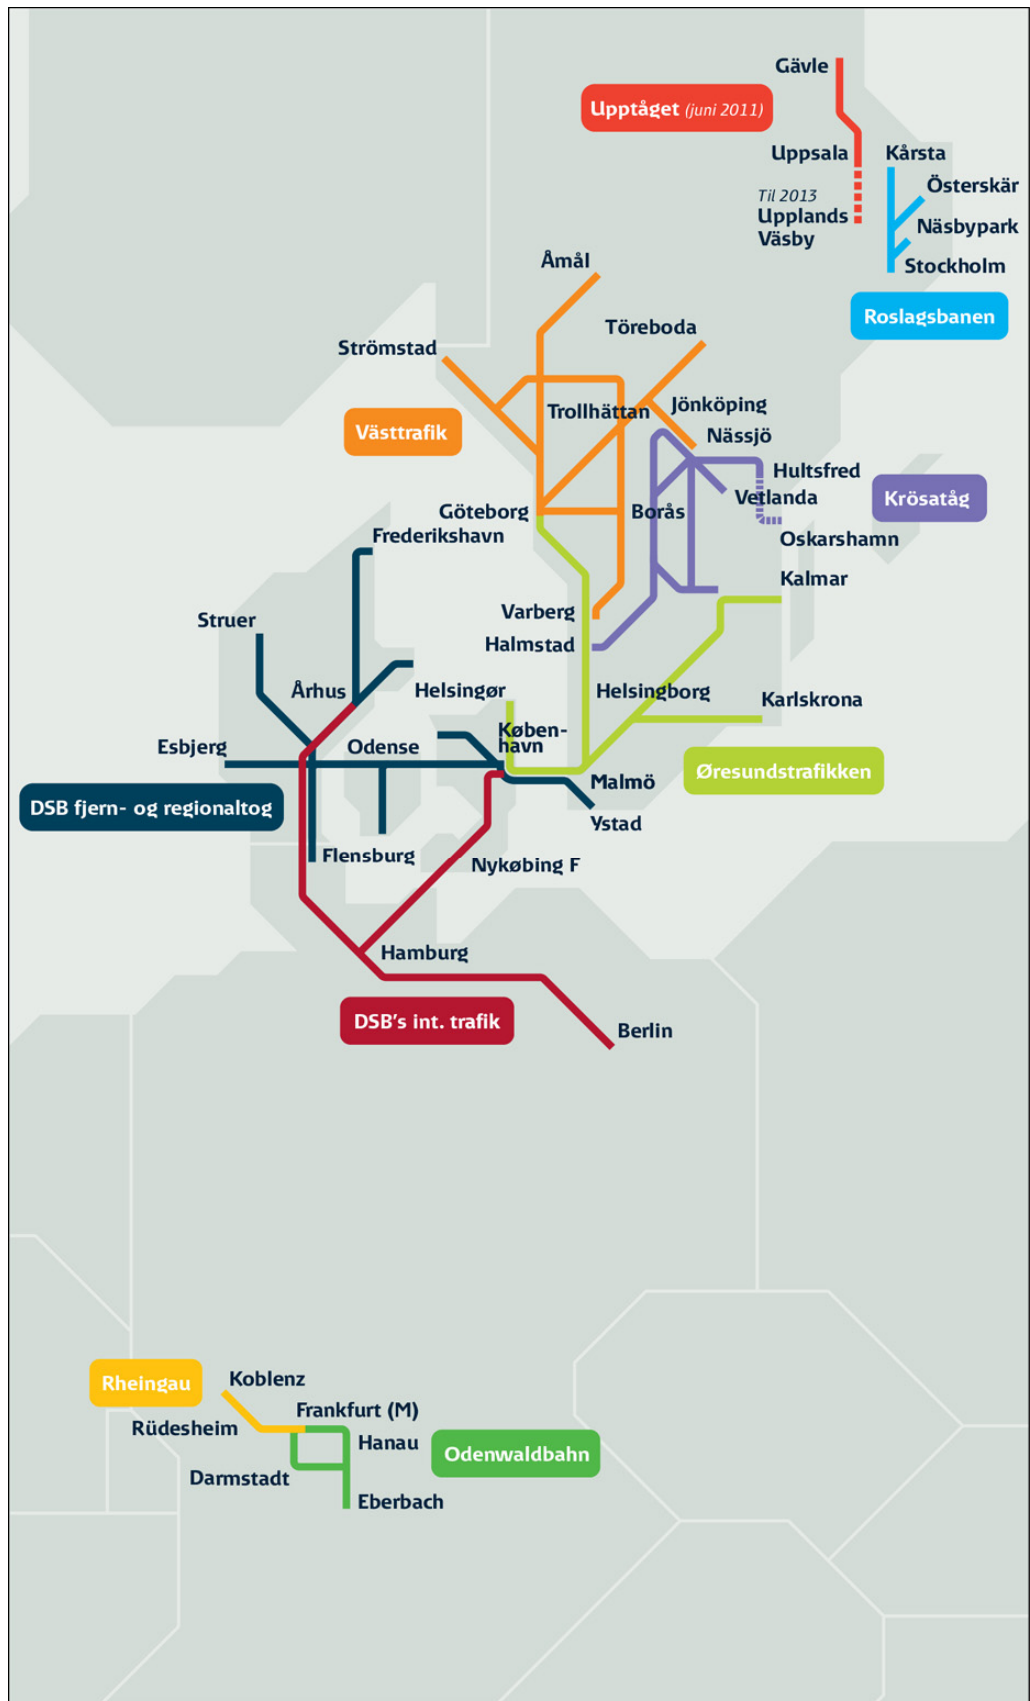 Gävle
Upptåget (juni 2011)
Uppsala
Kårsta
Österskär
Til 2013
Upplands
Väsby
Näsbypark
Stockholm
Åmål
Roslagsbanen
Töreboda
Strömstad
Trollhättan
Jönköping
Västtrafik
Nässjö
Hultsfred
Vetlanda
Krösatåg
Göteborg
Borås
Frederikshavn
Oskarshamn
Kalmar
Struer
Varberg
Halmstad
Århus
Helsingør
Helsingborg
Karlskrona
Køben-
havn
Esbjerg
Odense
Øresundstrafikken
Malmö
DSB fjern- og regionaltog
Ystad
Flensburg
Nykøbing F
Hamburg
DSB's int. trafik
Berlin
Koblenz
Rheingau
Frankfurt (M)
Rüdesheim
Hanau
Odenwaldbahn
Darmstadt
Eberbach